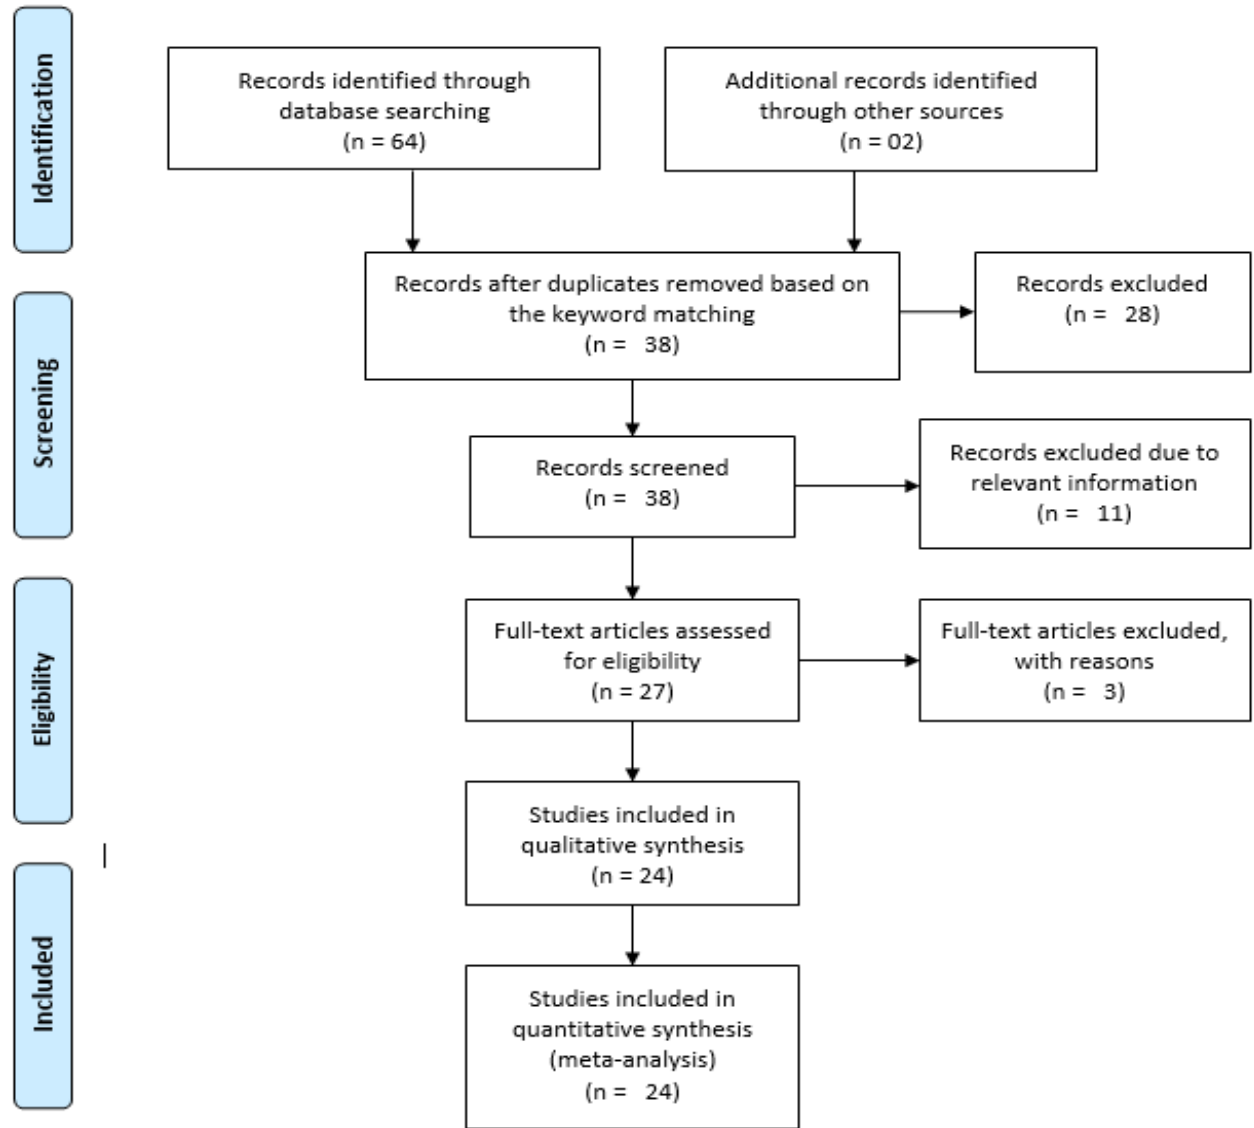 Identification
Records identified through
database searching
(n = 64)
Additional records identified
through other sources
(n = 02)
Records after duplicates removed based on
the keyword matching
(n =   38)
Records excluded
(n =   28)
Screening
Records screened
(n =   38)
Records excluded due to
relevant information
(n =   11)
Eligibility
Full-text articles assessed
for eligibility
(n = 27)
Full-text articles excluded,
with reasons
(n =   3)
Studies included in
qualitative synthesis
(n = 24)
Included
Studies included in
quantitative synthesis
(meta-analysis)
(n =   24)